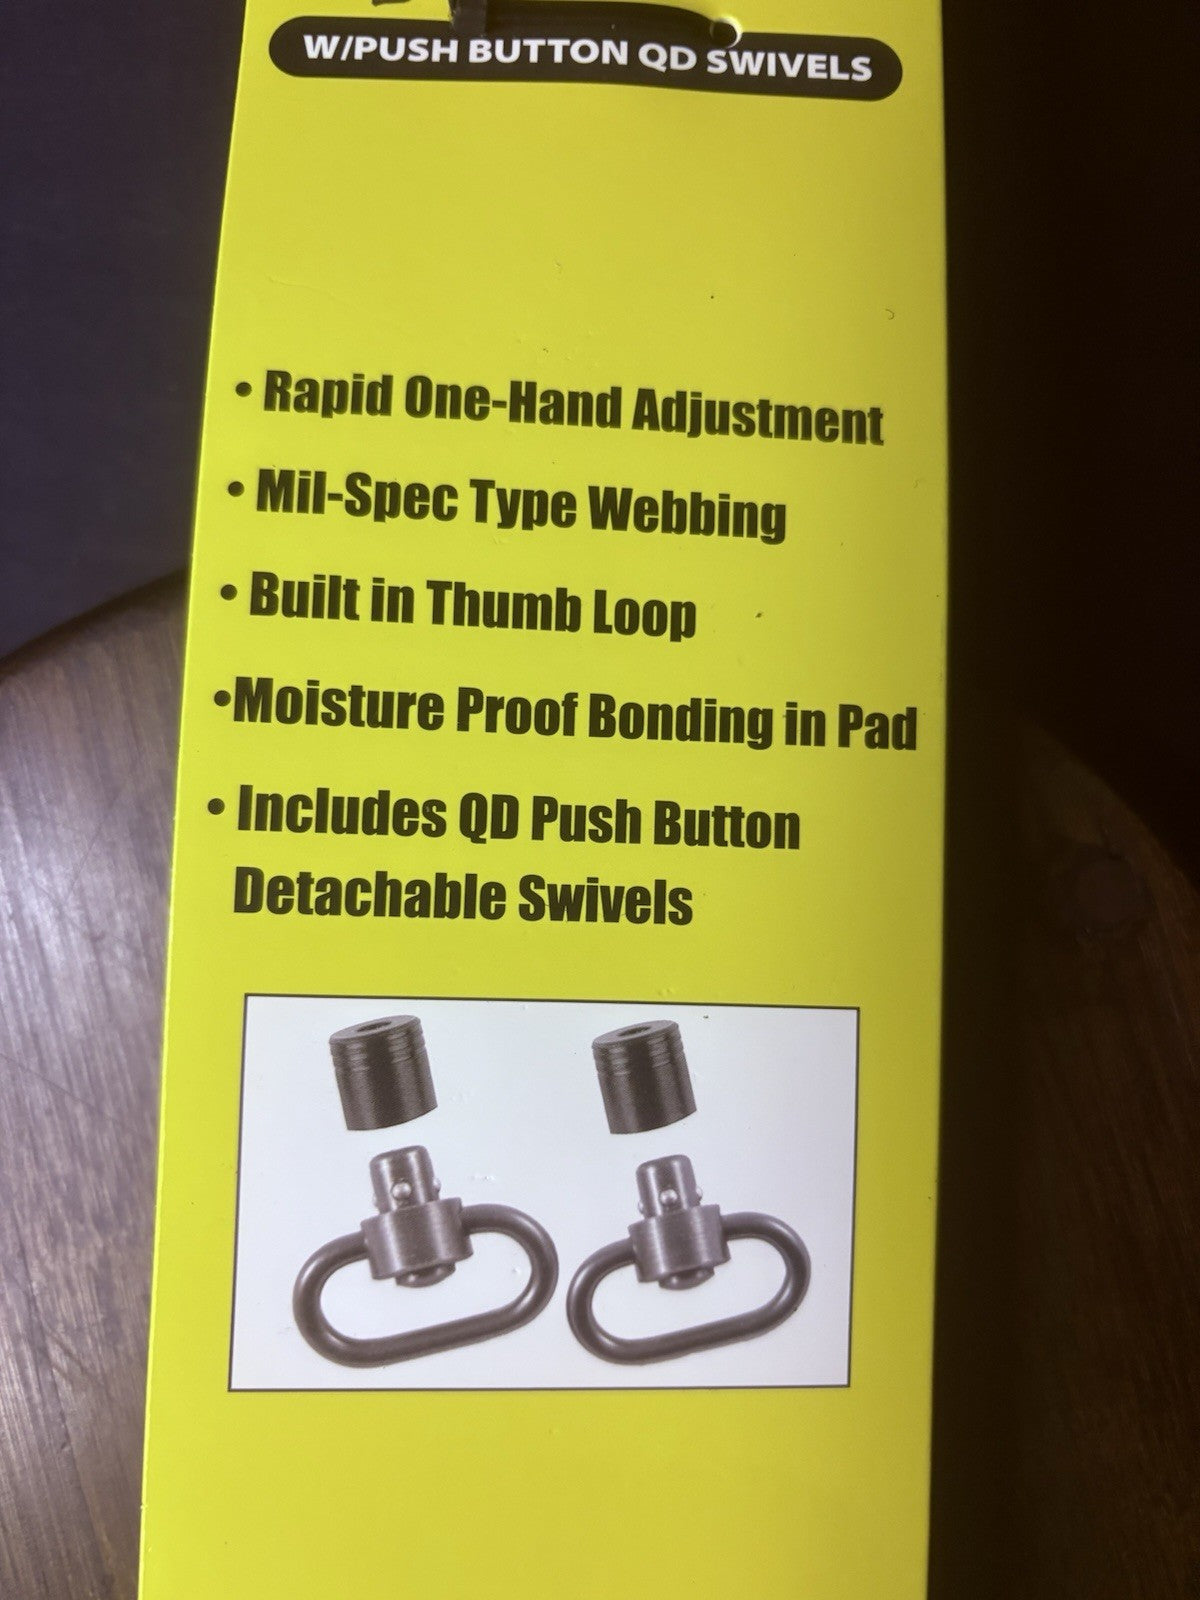 W/PUSH BUTTON QD SWIVELS
• Rapid One-Hand Adjustment
• Mil-Spec Type Webbing
• Built in Thumb Loop
•Moisture Proof Bonding in Pad
• Includes QD Push Button
Detachable Swivels